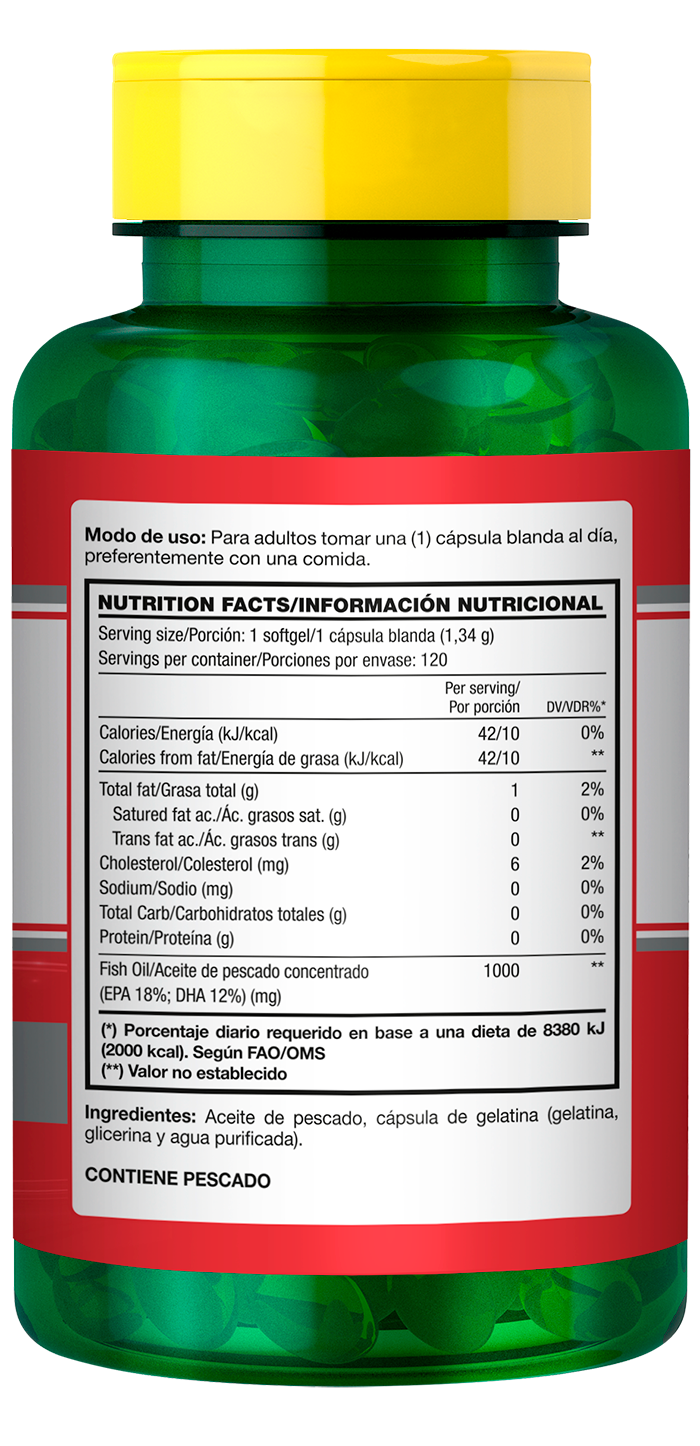 Modo de uso: Para adultos tomar una (1) cápsula blanda al día,
preferentemente con una comida.
NUTRITION FACTS/INFORMACIÓN NUTRICIONAL
Serving size/Porción: 1 softgel/1 cápsula blanda (1,34 g)
Servings per container/Porciones por envase: 120
Per serving/
Por porción DV/VDR%*
Calories/Energía (kJ/kcal) 42/10 0%
Calories from fat/Energía de grasa (kJ/kcal) 42/10 **
Total fat/Grasa total (g) 1 2%
Satured fat ac./Ác. grasos sat. (g) 0 0%
Trans fat ac./Ác. grasos trans (g) 0 **
Cholesterol/Colesterol (mg) 6 2%
Sodium/Sodio (mg) 0 0%
Total Carb/Carbohidratos totales (g) 0 0%
Protein/Proteína (g) 0 0%
Fish Oil/Aceite de pescado concentrado 1000 **
(EPA 18%; DHA 12%) (mg)
(*) Porcentaje diario requerido en base a una dieta de 8380 kJ
(2000 kcal). Según FAO/OMS
(**) Valor no establecido
Ingredientes: Aceite de pescado, cápsula de gelatina (gelatina,
glicerina y agua purificada).
CONTIENE PESCADO